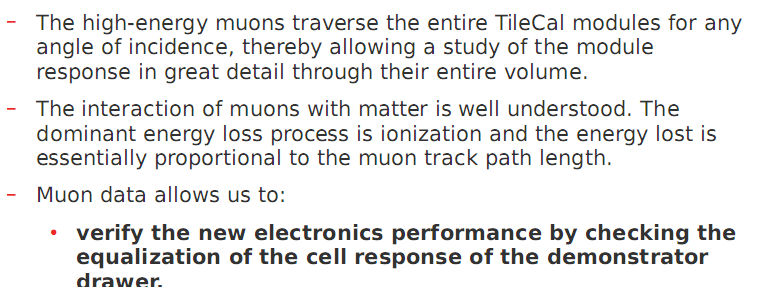 – The high-energy muons traverse the entire TileCal modules for any
angle of incidence, thereby allowing a study of the module
response in great detail through their entire volume.
– The interaction of muons with matter is well understood. The
dominant energy loss process is ionization and the energy lost is
essentially proportional to the muon track path length.
– Muon data allows us to:
• verify the new electronics performance by checking the
equalization of the cell response of the demonstrator
drawer.